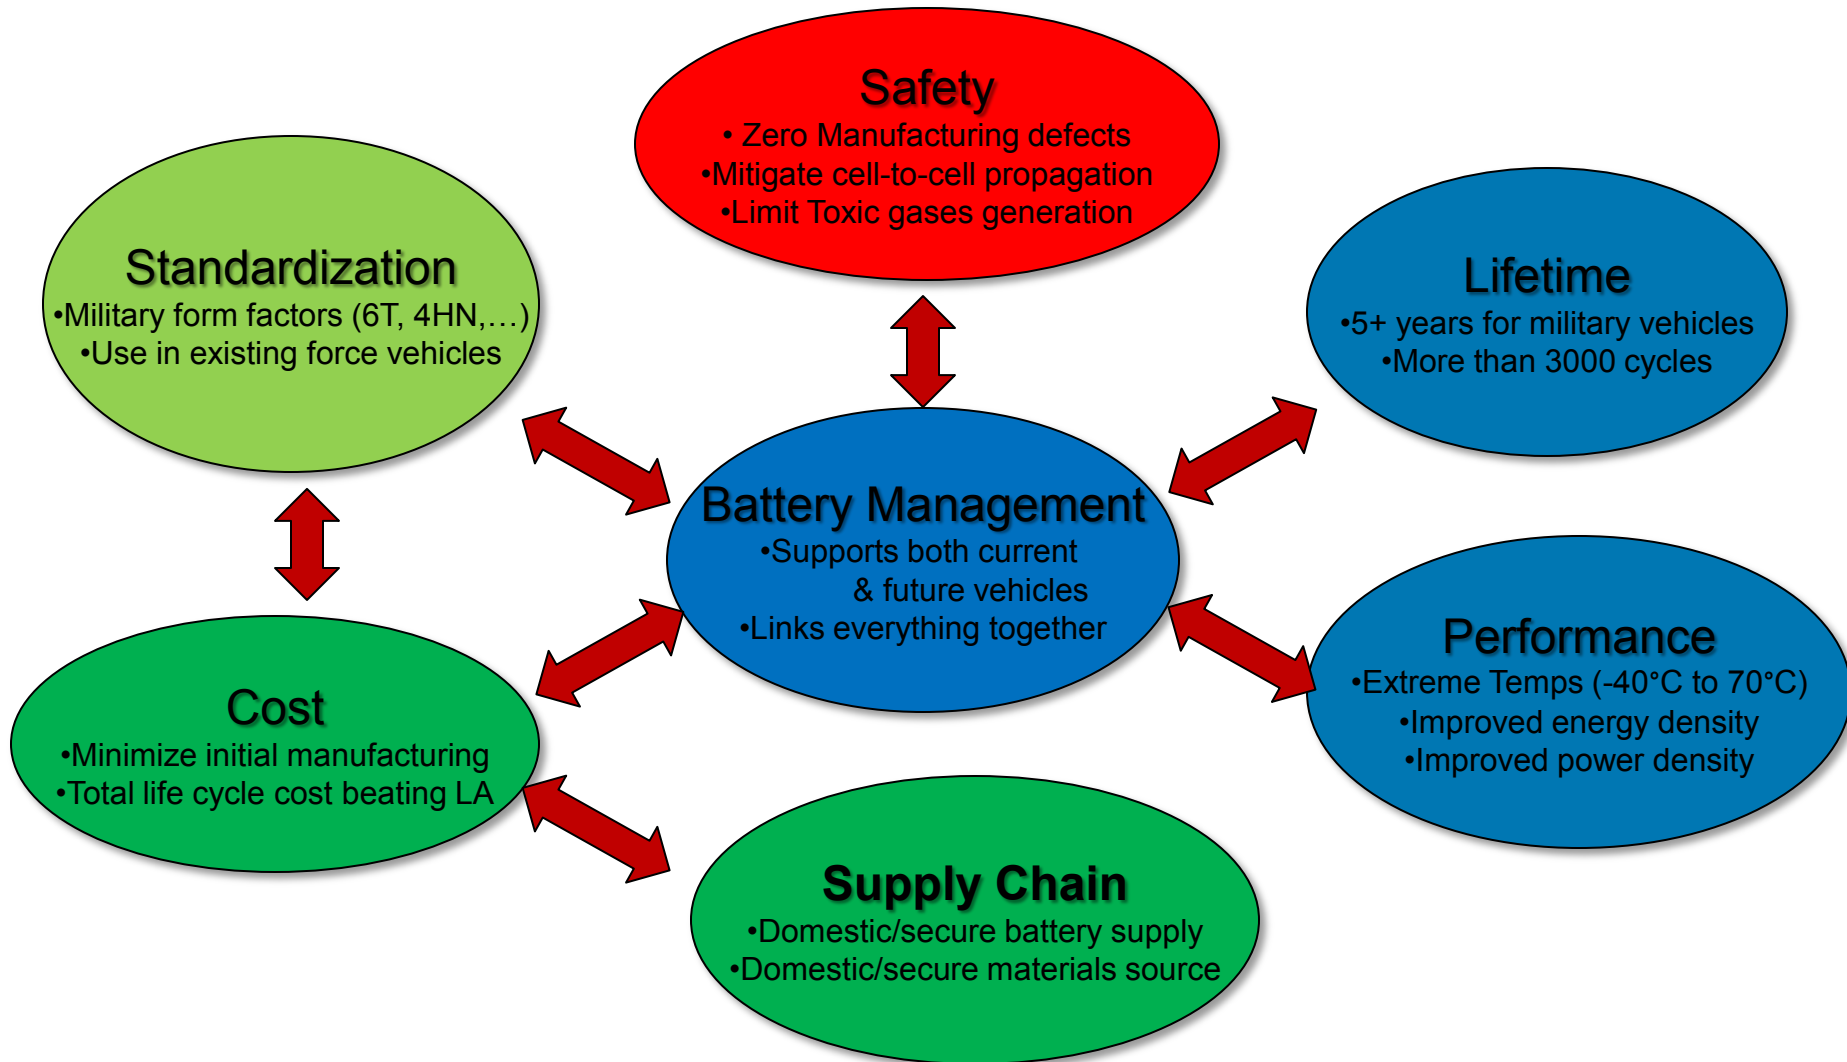 Safety
• Zero Manufacturing defects
•Mitigate cell-to-cell propagation
•Limit Toxic gases generation
Standardization
•Military form factors (6T, 4HN,…)
•Use in existing force vehicles
Lifetime
•5+ years for military vehicles
•More than 3000 cycles
Battery Management
•Supports both current
& future vehicles
•Links everything together
Performance
•Extreme Temps (-40°C to 70°C)
•Improved energy density
•Improved power density
Cost
•Minimize initial manufacturing
•Total life cycle cost beating LA
Supply Chain
•Domestic/secure battery supply
•Domestic/secure materials source